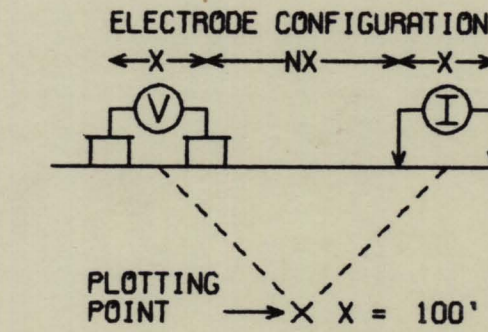 ELECTRODE CONFIGURATION
X NX X
V I
PLOTTING
POINT X X = 100'